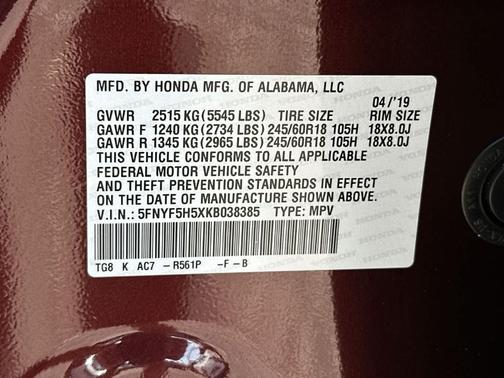 MFD. BY HONDA MFG. OF ALABAMA, LLC
04/'19
GVWR 2515 KG (5545 LBS) TIRE SIZE RIM SIZE
GAWR F 1240 KG (2734 LBS) 245/60R18 105H 18X8.0J
GAWR R 1345 KG (2965 LBS) 245/60R18 105H 18X8.0J
THIS VEHICLE CONFORMS TO ALL APPLICABLE
FEDERAL MOTOR VEHICLE SAFETY
AND THEFT PREVENTION STANDARDS IN EFFECT
ON THE DATE OF MANUFACTURE SHOWN ABOVE.
V.I.N.: 5FNYF5H5XKB038385 TYPE: MPV
TG8 K AC7 -R561P -F-B